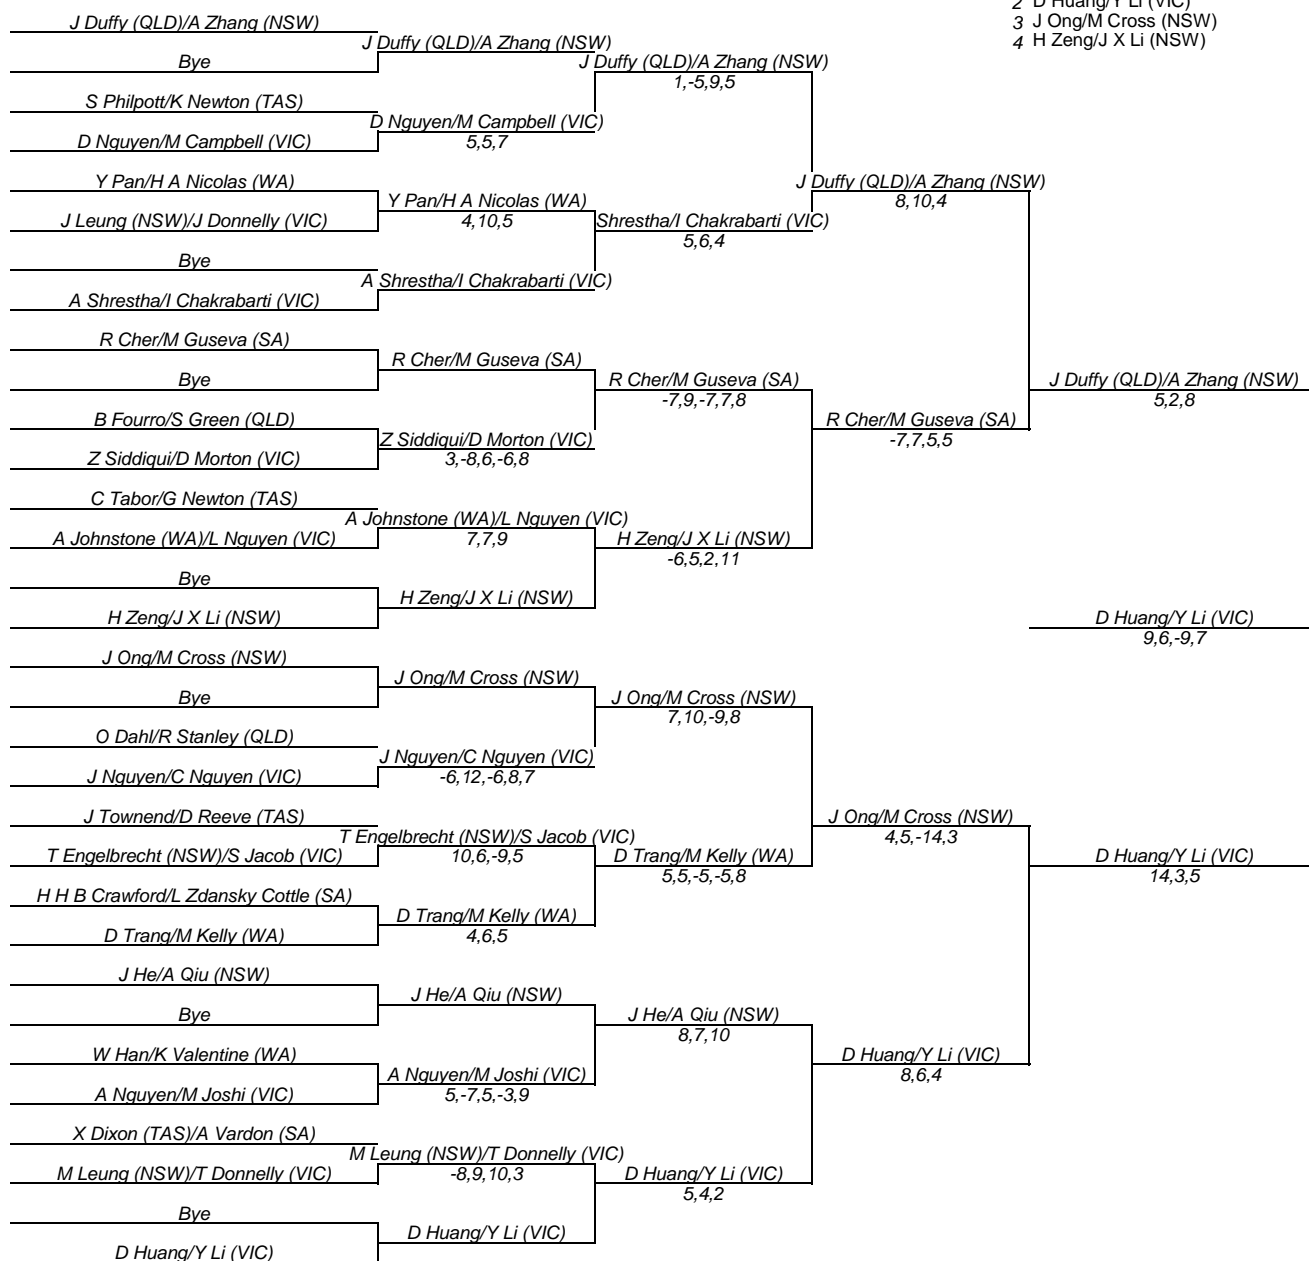 2 D Huang/Y Li (VIC)
3 J Ong/M Cross (NSW)
4 H Zeng/J X Li (NSW)
J Duffy (QLD)/A Zhang (NSW)
Bye
S Philpott/K Newton (TAS)
D Nguyen/M Campbell (VIC)
Y Pan/H A Nicolas (WA)
J Leung (NSW)/J Donnelly (VIC)
Bye
A Shrestha/I Chakrabarti (VIC)
R Cher/M Guseva (SA)
Bye
B Fourro/S Green (QLD)
Z Siddiqui/D Morton (VIC)
C Tabor/G Newton (TAS)
A Johnstone (WA)/L Nguyen (VIC)
Bye
H Zeng/J X Li (NSW)
J Ong/M Cross (NSW)
Bye
O Dahl/R Stanley (QLD)
J Nguyen/C Nguyen (VIC)
J Townend/D Reeve (TAS)
T Engelbrecht (NSW)/S Jacob (VIC)
H H B Crawford/L Zdansky Cottle (SA)
D Trang/M Kelly (WA)
J He/A Qiu (NSW)
Bye
W Han/K Valentine (WA)
A Nguyen/M Joshi (VIC)
X Dixon (TAS)/A Vardon (SA)
M Leung (NSW)/T Donnelly (VIC)
Bye
D Huang/Y Li (VIC)
J Duffy (QLD)/A Zhang (NSW)
D Nguyen/M Campbell (VIC)
5,5,7
Y Pan/H A Nicolas (WA)
4,10,5
A Shrestha/I Chakrabarti (VIC)
R Cher/M Guseva (SA)
Z Siddiqui/D Morton (VIC)
3,-8,6,-6,8
A Johnstone (WA)/L Nguyen (VIC)
7,7,9
H Zeng/J X Li (NSW)
J Ong/M Cross (NSW)
J Nguyen/C Nguyen (VIC)
-6,12,-6,8,7
T Engelbrecht (NSW)/S Jacob (VIC)
10,6,-9,5
D Trang/M Kelly (WA)
4,6,5
J He/A Qiu (NSW)
A Nguyen/M Joshi (VIC)
5,-7,5,-3,9
M Leung (NSW)/T Donnelly (VIC)
-8,9,10,3
D Huang/Y Li (VIC)
J Duffy (QLD)/A Zhang (NSW)
1,-5,9,5
Shrestha/I Chakrabarti (VIC)
5,6,4
R Cher/M Guseva (SA)
-7,9,-7,7,8
H Zeng/J X Li (NSW)
-6,5,2,11
J Ong/M Cross (NSW)
7,10,-9,8
D Trang/M Kelly (WA)
5,5,-5,-5,8
J He/A Qiu (NSW)
8,7,10
D Huang/Y Li (VIC)
5,4,2
J Duffy (QLD)/A Zhang (NSW)
8,10,4
R Cher/M Guseva (SA)
-7,7,5,5
J Ong/M Cross (NSW)
4,5,-14,3
D Huang/Y Li (VIC)
8,6,4
J Duffy (QLD)/A Zhang (NSW)
5,2,8
D Huang/Y Li (VIC)
9,6,-9,7
D Huang/Y Li (VIC)
14,3,5